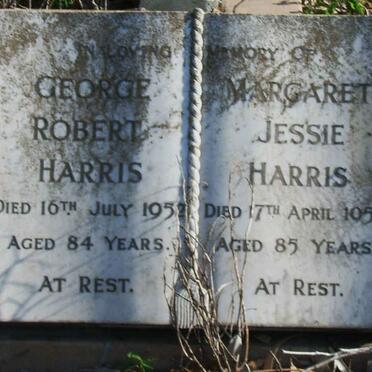 IN LOVING MEMORY OF
GEORGE
ROBERT
HARRIS
DIED 16TH JULY 1952
AGED 84 YEARS.
AT REST.
MARGARET
JESSIE
HARRIS
DIED 17TH APRIL
AGED 85 YEARS
AT REST.